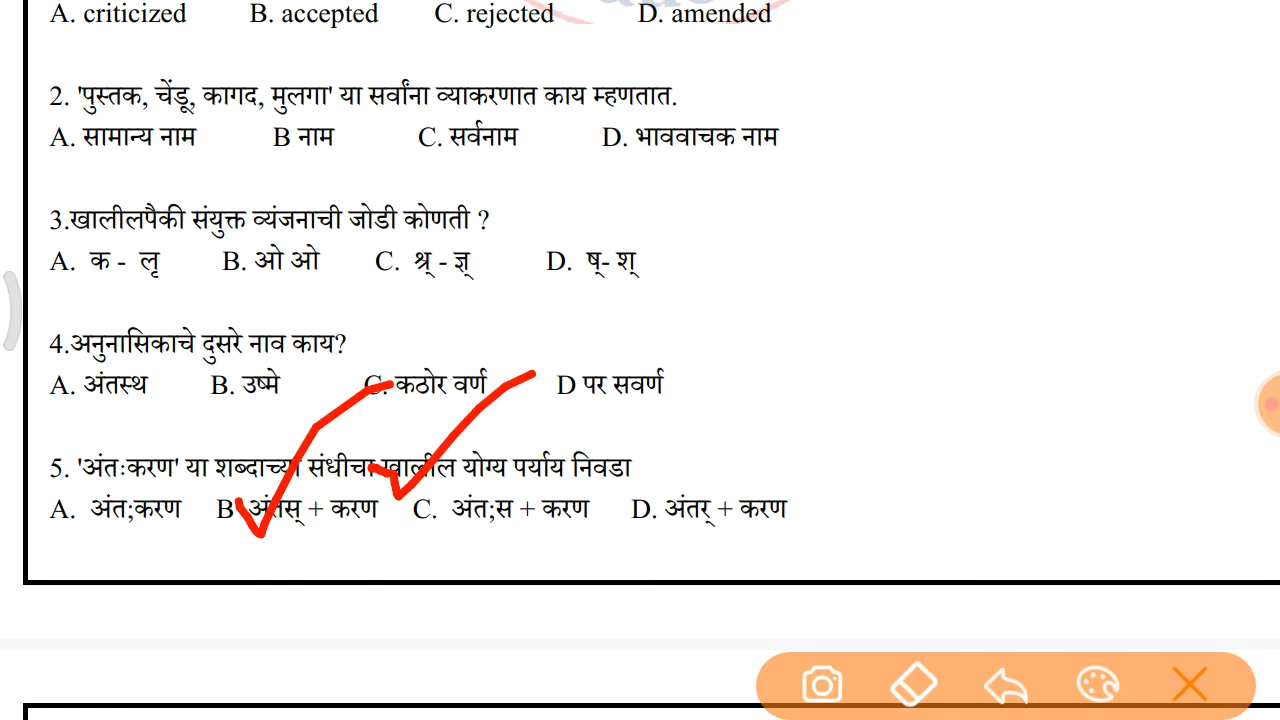 A. criticized B. accepted C. rejected D. amended
2. 'पुस्तक, चेंडू, कागद, मुलगा' या सर्वांना व्याकरणात काय म्हणतात.
A. सामान्य नाम B नाम C. सर्वनाम D. भाववाचक नाम
3.खालीलपैकी संयुक्त व्यंजनाची जोडी कोणती ?
A. क - लृ B. ओ ओ C. श्र् - ज्ञ् D. ष्- श्
4.अनुनासिकाचे दुसरे नाव काय?
A. अंतस्थ B. उष्मे C. कठोर वर्ण D पर सवर्ण
5. 'अंतःकरण' या शब्दाच्या संधीचा खालील योग्य पर्याय निवडा
A. अंत;करण B अंतस् + करण C. अंत;स + करण D. अंतर् + करण